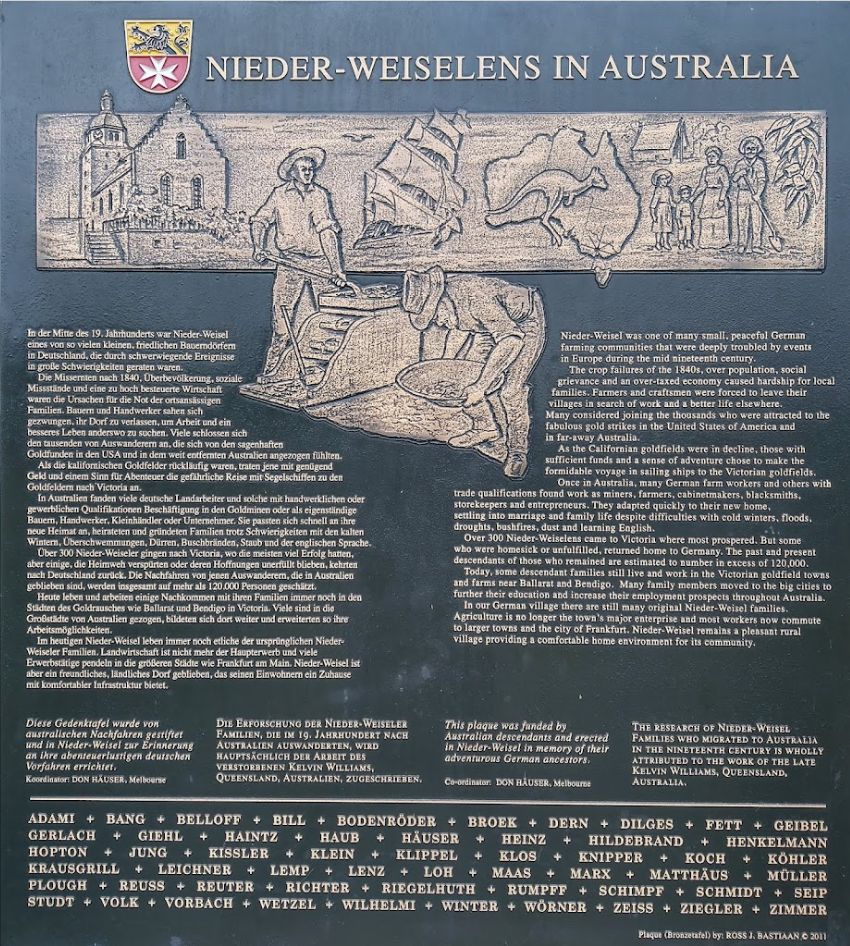 NIEDER-WEISELENS IN AUSTRALIA
In der Mitte des 19. Jahrhunderts war Nieder-Weisel
eines von so vielen kleinen, friedlichen Bauerndörfern
in Deutschland, die durch schwerwiegende Ereignisse
in große Schwierigkeiten geraten waren.
Die Missernten nach 1840, Überbevölkerung, soziale
Missstände und eine zu hoch besteuerte Wirtschaft
waren die Ursachen für die Not der ortsansässigen
Familien. Bauern und Handwerker sahen sich
gezwungen, ihr Dorf zu verlassen, um Arbeit und ein
besseres Leben anderswo zu suchen. Viele schlossen sich
den tausenden von Auswanderern an, die sich von den sagenhaften
Goldfunden in den USA und in dem weit entfernten Australien angezogen fühlten.
Als die kalifornischen Goldfelder rückläufig waren, traten jene mit genügend
Geld und einem Sinn für Abenteuer die gefährliche Reise mit Segelschiffen zu den
Goldfeldern nach Victoria an.
In Australien fanden viele deutsche Landarbeiter und solche mit handwerklichen oder
gewerblichen Qualifikationen Beschäftigung in den Goldminen oder als eigenständige
Bauern, Handwerker, Kleinhändler oder Unternehmer. Sie passten sich schnell an ihre
neue Heimat an, heirateten und gründeten Familien trotz Schwierigkeiten mit den kalten
Wintern, Überschwemmungen, Dürren, Buschbränden, Staub und der englischen Sprache.
Über 300 Nieder-Weiseler gingen nach Victoria, wo die meisten viel Erfolg hatten,
aber einige, die Heimweh verspürten oder deren Hoffnungen unerfüllt blieben, kehrten
nach Deutschland zurück. Die Nachfahren von jenen Auswanderern, die in Australien
geblieben sind, werden insgesamt auf mehr als 120.000 Personen geschätzt.
Heute leben und arbeiten einige Nachkommen mit ihren Familien immer noch in den
Städten des Goldrausches wie Ballarat und Bendigo in Victoria. Viele sind in die
Großstädte von Australien gezogen, bildeten sich dort weiter und erweiterten so ihre
Arbeitsmöglichkeiten.
Im heutigen Nieder-Weisel leben immer noch etliche der ursprünglichen Nieder-
Weiseler Familien. Landwirtschaft ist nicht mehr der Haupterwerb und viele
Erwerbstätige pendeln in die größeren Städte wie Frankfurt am Main. Nieder-Weisel ist
aber ein freundliches, ländliches Dorf geblieben, das seinen Einwohnern ein Zuhause
mit komfortabler Infrastruktur bietet.
Nieder-Weisel was one of many small, peaceful German
farming communities that were deeply troubled by events
in Europe during the mid nineteenth century.
The crop failures of the 1840s, over population, social
grievance and an over-taxed economy caused hardship for local
families. Farmers and craftsmen were forced to leave their
villages in search of work and a better life elsewhere.
Many considered joining the thousands who were attracted to the
fabulous gold strikes in the United States of America and
in far-away Australia.
As the Californian goldfields were in decline, those with
sufficient funds and a sense of adventure chose to make the
formidable voyage in sailing ships to the Victorian goldfields.
Once in Australia, many German farm workers and others with
trade qualifications found work as miners, farmers, cabinetmakers, blacksmiths,
storekeepers and entrepreneurs. They adapted quickly to their new home,
settling into marriage and family life despite difficulties with cold winters, floods,
droughts, bushfires, dust and learning English.
Over 300 Nieder-Weiselens came to Victoria where most prospered. But some
who were homesick or unfulfilled, returned home to Germany. The past and present
descendants of those who remained are estimated to number in excess of 120,000.
Today, some descendant families still live and work in the Victorian goldfield towns
and farms near Ballarat and Bendigo. Many family members moved to the big cities to
further their education and increase their employment prospects throughout Australia.
In our German village there are still many original Nieder-Weisel families.
Agriculture is no longer the town's major enterprise and most workers now commute
to larger towns and the city of Frankfurt. Nieder-Weisel remains a pleasant rural
village providing a comfortable home environment for its community.
Diese Gedenktafel wurde von
australischen Nachfahren gestiftet
und in Nieder-Weisel zur Erinnerung
an ihre abenteuerlustigen deutschen
Vorfahren errichtet.
Koordinator: DON HÄUSER, Melbourne
DIE ERFORSCHUNG DER NIEDER-WEISELER
FAMILIEN, DIE IM 19. JAHRHUNDERT NACH
AUSTRALIEN AUSWANDERTEN, WIRD
HAUPTSÄCHLICH DER ARBEIT DES
VERSTORBENEN KELVIN WILLIAMS,
QUEENSLAND, AUSTRALIEN, ZUGESCHRIEBEN.
This plaque was funded by
Australian descendants and erected
in Nieder-Weisel in memory of their
adventurous German ancestors.
Co-ordinator: DON HÄUSER, Melbourne
THE RESEARCH OF NIEDER-WEISEL
FAMILIES WHO MIGRATED TO AUSTRALIA
IN THE NINETEENTH CENTURY IS WHOLLY
ATTRIBUTED TO THE WORK OF THE LATE
KELVIN WILLIAMS, QUEENSLAND,
AUSTRALIA.
ADAMI + BANG + BELLOFF + BILL + BODENRÖDER + BROEK + DERN + DILGES + FETT + GEIBEL
GERLACH + GIEHL + HAINTZ + HAUB + HÄUSER + HEINZ + HILDEBRAND + HENKELMANN
HOPTON + JUNG + KISSLER + KLEIN + KLIPPEL + KLOS + KNIPPER + KOCH + KÖHLER
KRAUSGRILL + LEICHNER + LEMP + LENZ + LOH + MAAS + MARX + MATTHÄUS + MÜLLER
PLOUGH + REUSS + REUTER + RICHTER + RIEGELHUTH + RUMPFF + SCHIMPF + SCHMIDT + SEIP
STUDT + VOLK + VORBACH + WETZEL + WILHELMI + WINTER + WÖRNER + ZEISS + ZIEGLER + ZIMMER
Plaque (Bronzetafel) by: ROSS J. BASTIAAN © 2011